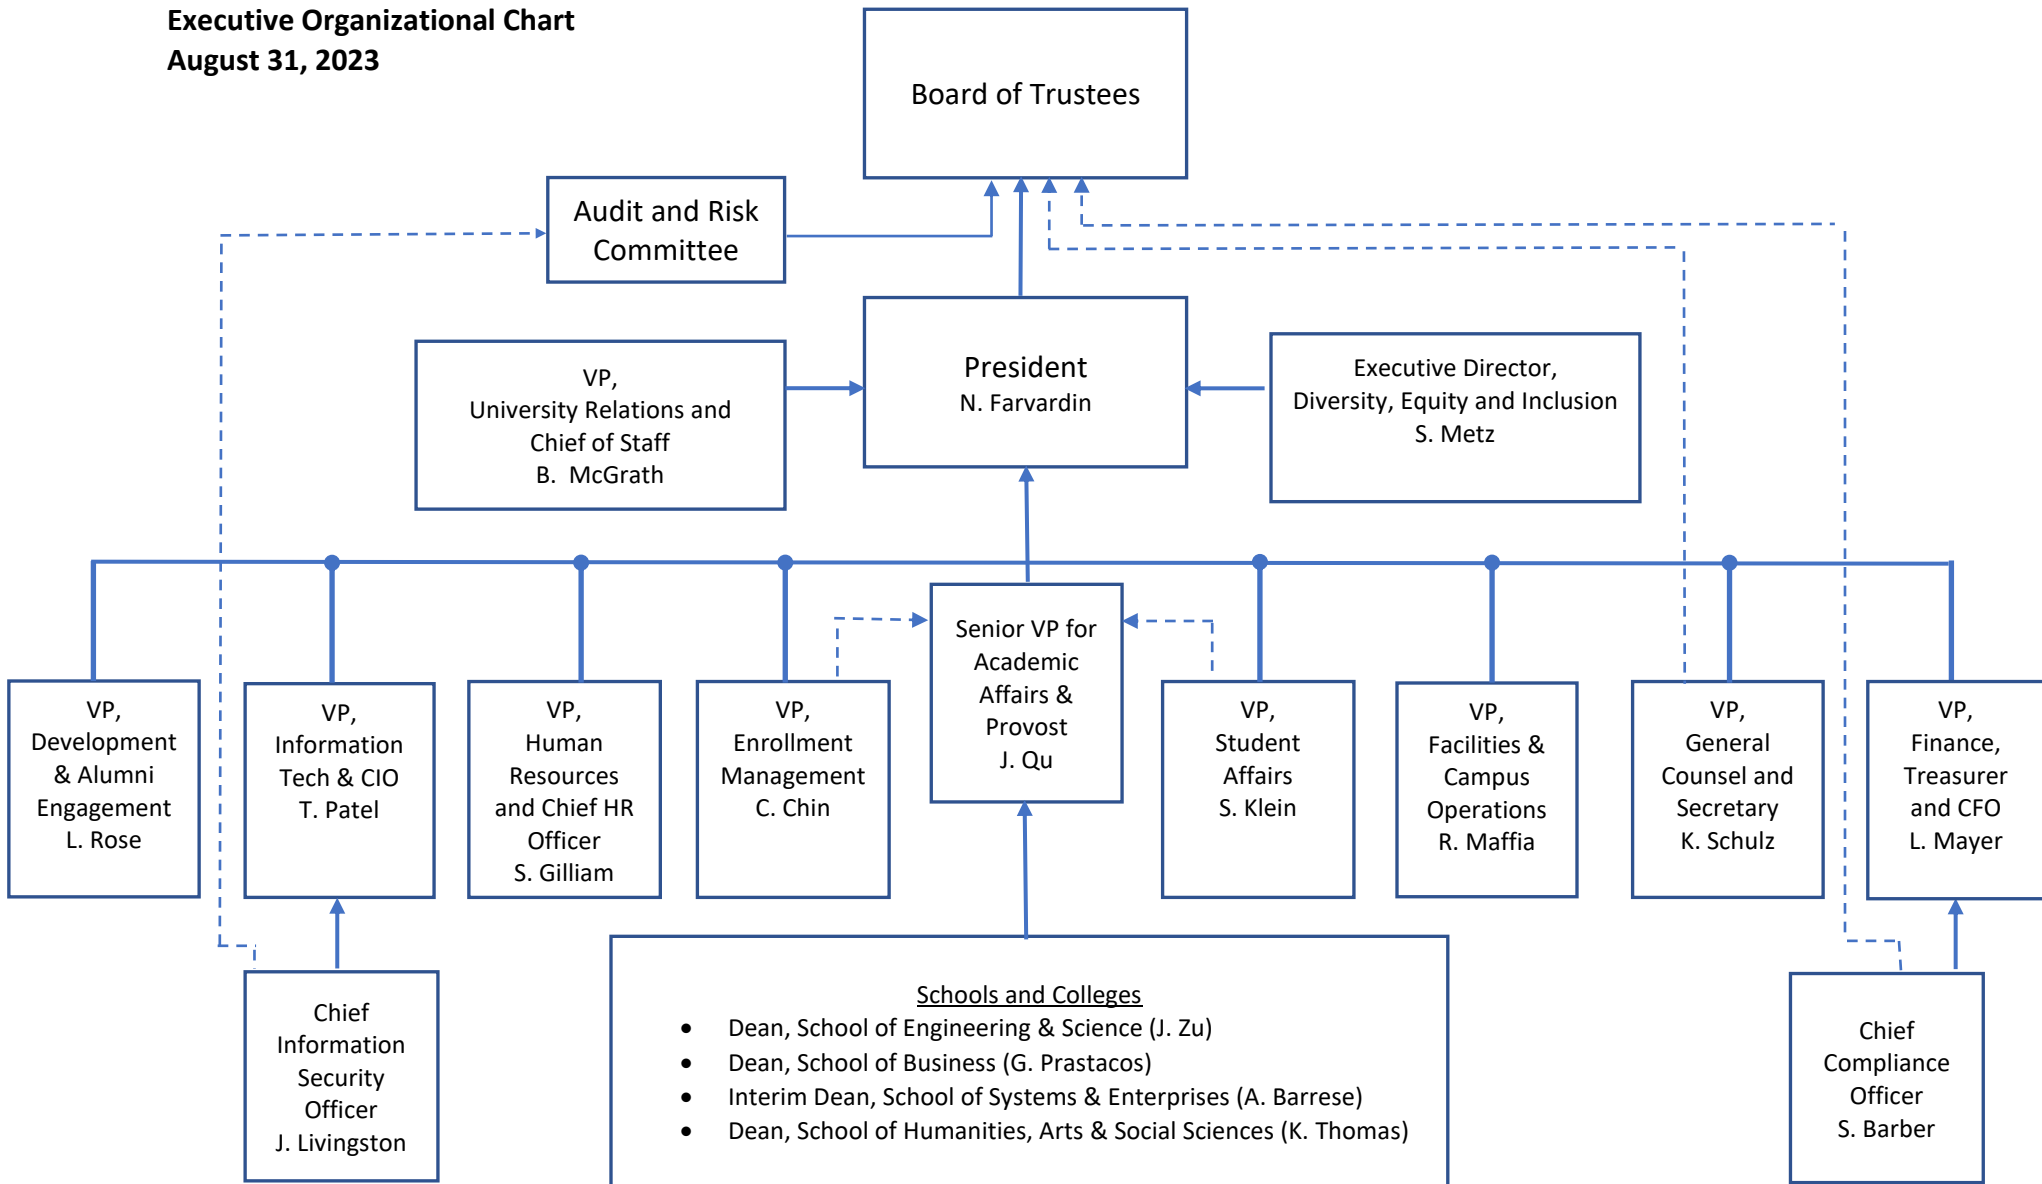 Executive Organizational Chart
August 31, 2023
Board of Trustees
Audit and Risk
Committee
President
N. Farvardin
VP,
University Relations and
Chief of Staff
B.  McGrath
Executive Director,
Diversity, Equity and Inclusion
S. Metz
Senior VP for
Academic
Affairs &
Provost
J. Qu
VP,
Development
& Alumni
Engagement
L. Rose
VP,
Information
Tech & CIO
T. Patel
VP,
Human
Resources
and Chief HR
Officer
S. Gilliam
VP,
Enrollment
Management
C. Chin
VP,
Student
Affairs
S. Klein
VP,
Facilities &
Campus
Operations
R. Maffia
VP,
General
Counsel and
Secretary
K. Schulz
VP,
Finance,
Treasurer
and CFO
L. Mayer
Chief
Information
Security
Officer
J. Livingston
Schools and Colleges
• Dean, School of Engineering & Science (J. Zu)
• Dean, School of Business (G. Prastacos)
• Interim Dean, School of Systems & Enterprises (A. Barrese)
• Dean, School of Humanities, Arts & Social Sciences (K. Thomas)
Chief
Compliance
Officer
S. Barber